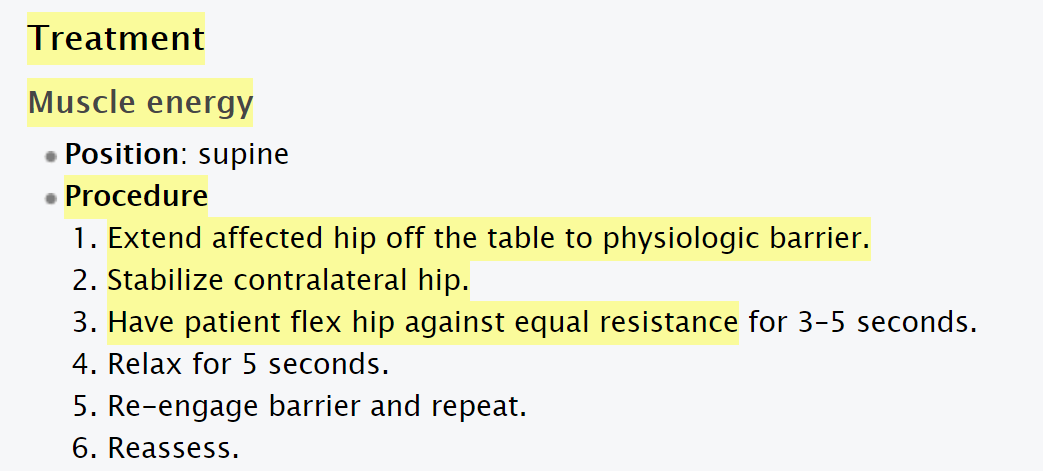 Treatment
Muscle energy
Position: supine
Procedure
1. Extend affected hip off the table to physiologic barrier.
2. Stabilize contralateral hip.
3. Have patient flex hip against equal resistance for 3–5 seconds.
4. Relax for 5 seconds.
5. Re-engage barrier and repeat.
6. Reassess.